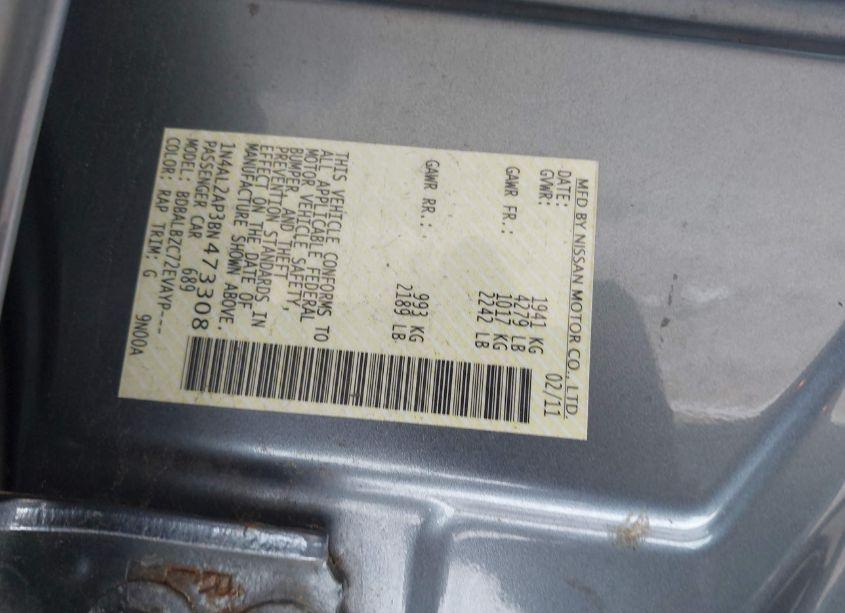 MFD BY NISSAN MOTOR CO., LTD.
DATE: 02/11
GVWR: 1941 KG
4279 LB
GAWR FR.: 1017 KG
2242 LB
GAWR RR.: 993 KG
2189 LB
THIS VEHICLE CONFORMS TO
ALL APPLICABLE FEDERAL
MOTOR VEHICLE SAFETY,
BUMPER, AND THEFT
PREVENTION STANDARDS IN
EFFECT ON THE DATE OF
MANUFACTURE SHOWN ABOVE.
1N4AL2AP3BN473308
PASSENGER CAR 689
MODEL: BDBALBZC72EVAYP---
COLOR: RAP TRIM: G 9N00A